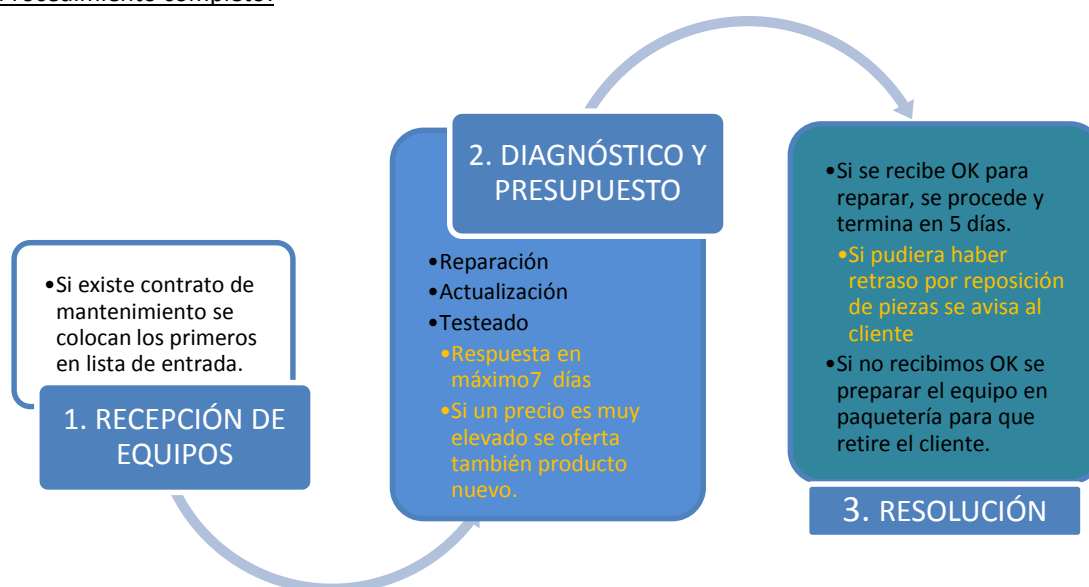 •Si existe contrato de
mantenimiento se
colocan los primeros
en lista de entrada.
1. RECEPCIÓN DE
EQUIPOS
2. DIAGNÓSTICO Y
PRESUPUESTO
•Reparación
•Actualización
•Testeado
•Respuesta en
máximo7 días
•Si un precio es muy
elevado se oferta
también producto
nuevo.
•Si se recibe OK para
reparar, se procede y
termina en 5 días.
•Si pudiera haber
retraso por reposición
de piezas se avisa al
cliente
•Si no recibimos OK se
preparar el equipo en
paquetería para que
retire el cliente.
3. RESOLUCIÓN